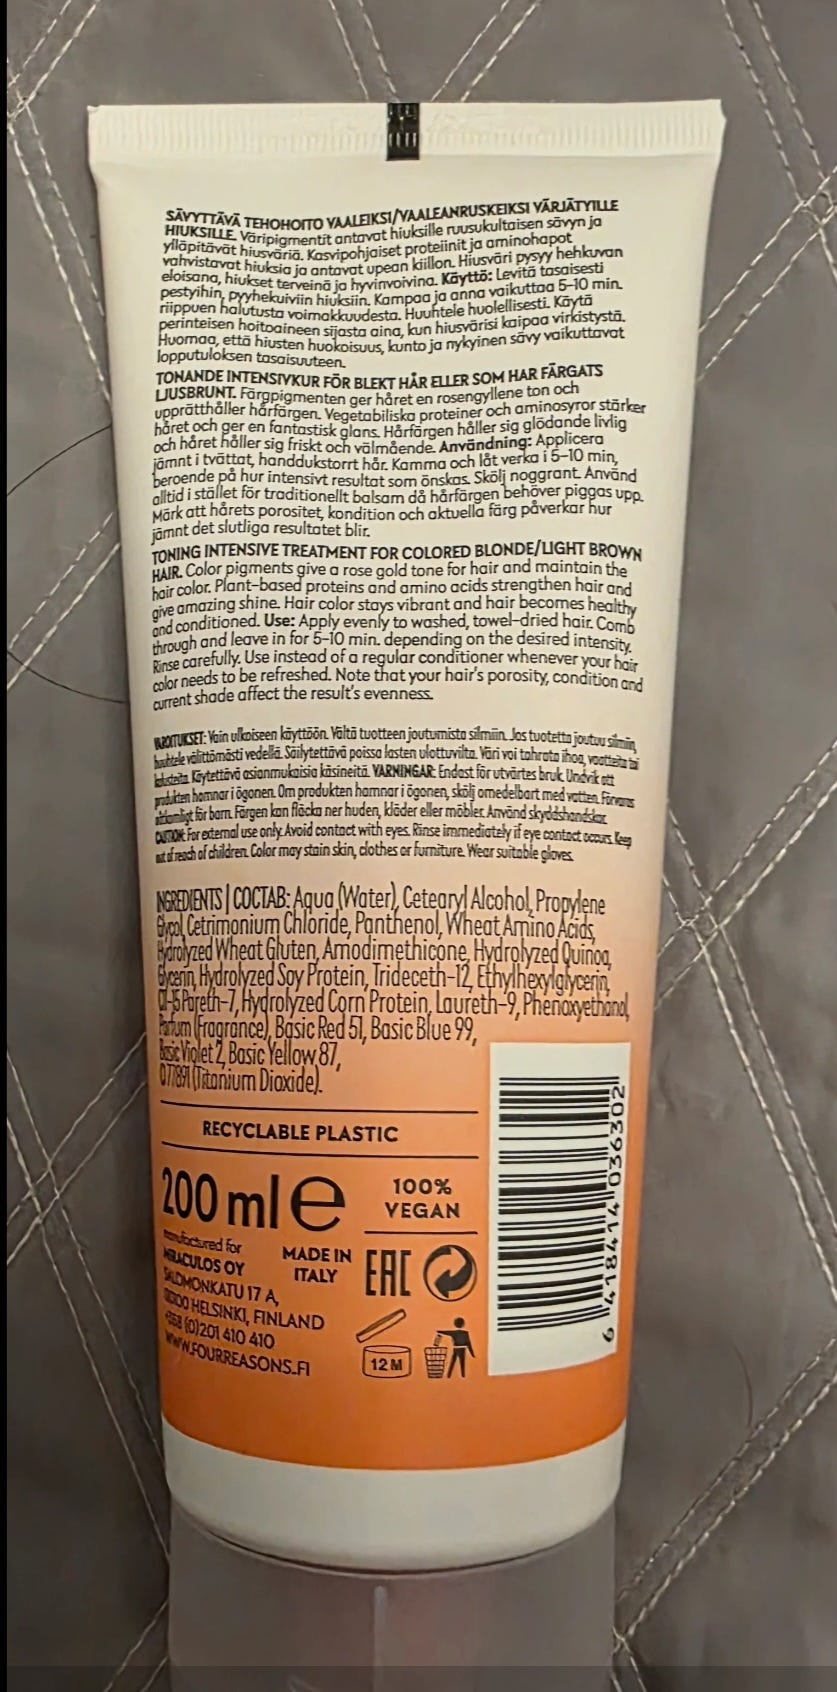 SÄVYTTÄVÄ TEHOHOITO VAALEIKSI/VAALEANRUSKEIKSI VÄRJÄTYILLE
HIUKSILLE. Väripigmentit antavat hiuksille ruusukultaisen sävyn ja
ylläpitävät hiusväriä. Kasvipohjaiset proteiinit ja aminohapot
vahvistavat hiuksia ja antavat upean kiillon. Hiusväri pysyy hehkuvan
eloisana, hiukset terveinä ja hyvinvoivina. Käyttö: Levitä tasaisesti
pestyihin, pyyhekuiviin hiuksiin. Kampaa ja anna vaikuttaa 5-10 min.
riippuen halutusta voimakkuudesta. Huuhtele huolellisesti. Käytä
perinteisen hoitoaineen sijasta aina, kun hiusvärisi kaipaa virkistystä.
Huomaa, että hiusten huokoisuus, kunto ja nykyinen sävy vaikuttavat
lopputuloksen tasaisuuteen.
TONANDE INTENSIVKUR FÖR BLEKT HÅR ELLER SOM HAR FÄRGATS
LJUSBRUNT. Färgpigmenten ger håret en rosengyllene ton och
upprätthåller hårfärgen. Vegetabiliska proteiner och aminosyror stärker
håret och ger en fantastisk glans. Hårfärgen håller sig glödande livlig
och håret håller sig friskt och välmående. Användning: Applicera
jämnt i tvättat, handdukstorrt hår. Kamma och låt verka i 5-10 min,
beroende på hur intensivt resultat som önskas. Skölj noggrant. Använd
alltid i stället för traditionellt balsam då hårfärgen behöver piggas upp.
Märk att hårets porositet, kondition och aktuella färg påverkar hur
jämnt det slutliga resultatet blir.
TONING INTENSIVE TREATMENT FOR COLORED BLONDE/LIGHT BROWN
HAIR. Color pigments give a rose gold tone for hair and maintain the
hair color. Plant-based proteins and amino acids strengthen hair and
give amazing shine. Hair color stays vibrant and hair becomes healthy
and conditioned. Use: Apply evenly to washed, towel-dried hair. Comb
through and leave in for 5-10 min. depending on the desired intensity.
Rinse carefully. Use instead of a regular conditioner whenever your hair
color needs to be refreshed. Note that your hair's porosity, condition and
current shade affect the result's evenness.
VAROITUKSET: Vain ulkoiseen käyttöön. Vältä tuotteen joutumista silmiin. Jos tuotetta joutuu silmiin,
huuhtele välittömästi vedellä. Säilytettävä poissa lasten ulottuvilta. Väri voi tahrata ihoa, vaatteita tai
kalusteita. Käytettävä asianmukaisia käsineitä. VARNINGAR: Endast för utvärtes bruk. Undvik att
produkten hamnar i ögonen. Om produkten hamnar i ögonen, skölj omedelbart med vatten. Förvaras
oåtkomligt för barn. Färgen kan fläcka ner huden, kläder eller möbler. Använd skyddshandskar.
CAUTION: For external use only. Avoid contact with eyes. Rinse immediately if eye contact occurs. Keep
out of reach of children. Color may stain skin, clothes or furniture. Wear suitable gloves.
INGREDIENTS | COCTAB: Aqua (Water), Cetearyl Alcohol, Propylene
Glycol, Cetrimonium Chloride, Panthenol, Wheat Amino Acids,
Hydrolyzed Wheat Gluten, Amodimethicone, Hydrolyzed Quinoa,
Glycerin, Hydrolyzed Soy Protein, Trideceth-12, Ethylhexylglycerin,
C11-15 Pareth-7, Hydrolyzed Corn Protein, Laureth-9, Phenoxyethanol,
Parfum (Fragrance), Basic Red 51, Basic Blue 99,
Basic Violet 2, Basic Yellow 87,
CI 77891 (Titanium Dioxide).
RECYCLABLE PLASTIC
200 ml e
100%
VEGAN
manufactured for
MIRACULOS OY
SALOMONKATU 17 A,
HELSINKI, FINLAND
+358 (0)201 410 410
WWW.FOURREASONS.FI
MADE IN
ITALY
EAC
12 M
6 418414 036302